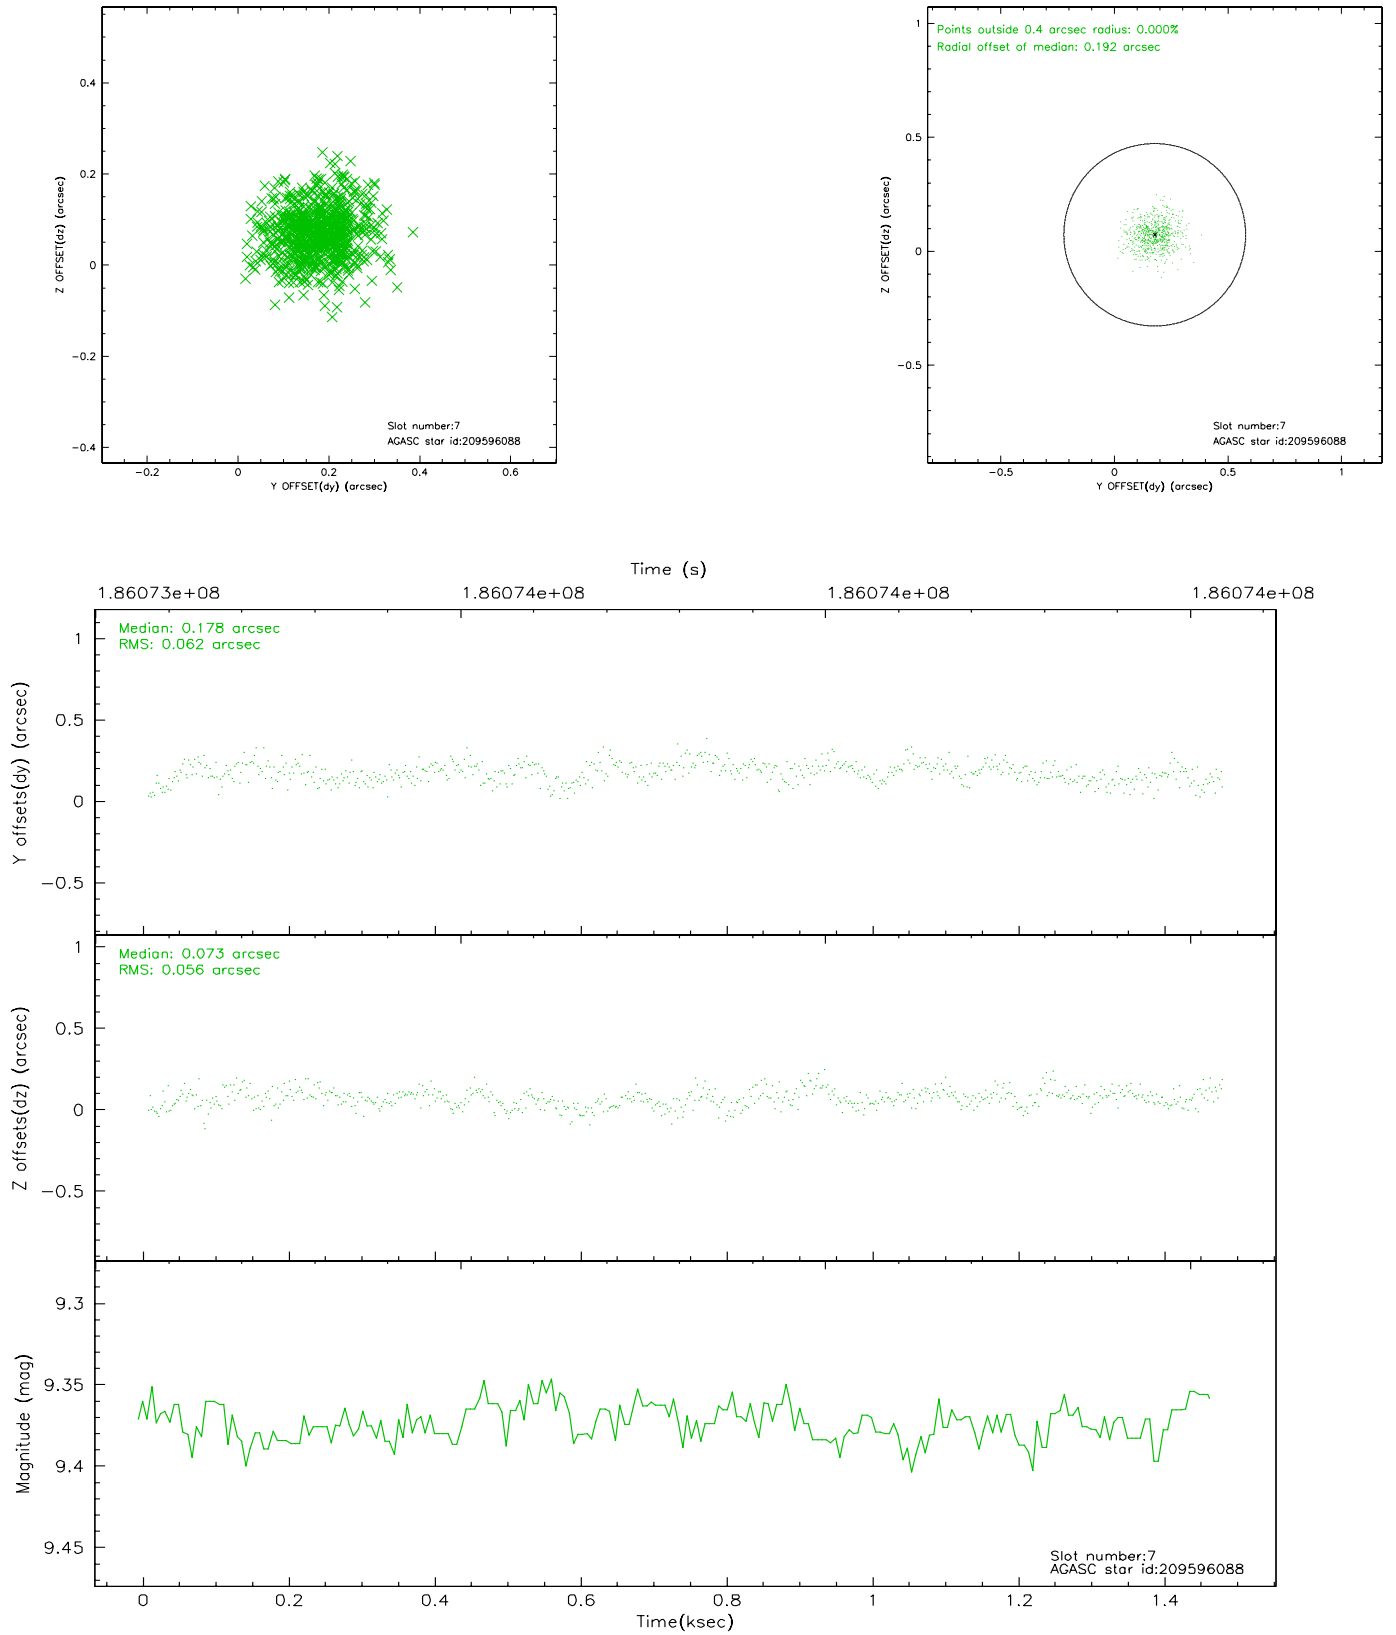 0.4
0.2
0
−0.2
−0.4
Z OFFSET(dz) (arcsec)
Slot number:7
AGASC star id:209596088
−0.2
0
0.2
0.4
0.6
Y OFFSET(dy) (arcsec)
Points outside 0.4 arcsec radius: 0.000%
Radial offset of median: 0.192 arcsec
1
0.5
0
−0.5
Z OFFSET(dz) (arcsec)
Slot number:7
AGASC star id:209596088
−0.5
0
0.5
1
Y OFFSET(dy) (arcsec)
Time (s)
1.86073e+08
1.86074e+08
1.86074e+08
1.86074e+08
Median: 0.178 arcsec
RMS: 0.062 arcsec
1
0.5
0
−0.5
Y offsets(dy) (arcsec)
Median: 0.073 arcsec
RMS: 0.056 arcsec
1
0.5
0
−0.5
Z offsets(dz) (arcsec)
9.3
9.35
9.4
9.45
Magnitude (mag)
Slot number:7
AGASC star id:209596088
0
0.2
0.4
0.6
0.8
1
1.2
1.4
Time(ksec)